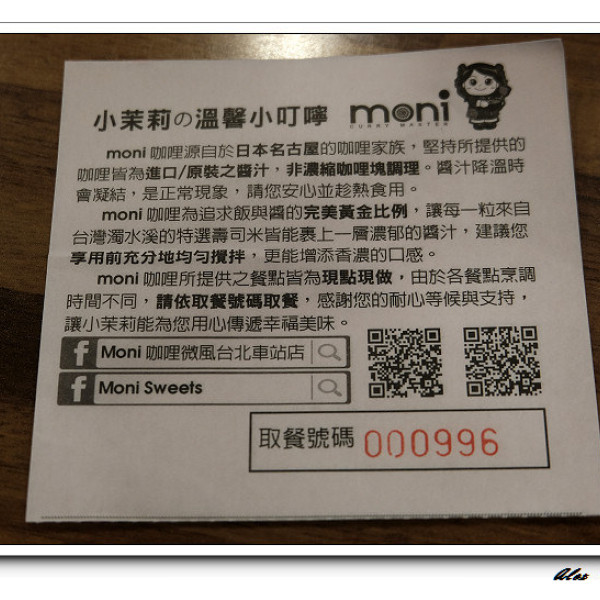 小茉莉の溫馨小叮嚀 moni
CURRY MASTER
moni 咖哩源自於日本名古屋的咖哩家族，堅持所提供的
咖哩皆為進口/原裝之醬汁，非濃縮咖哩塊調理。醬汁降溫時
會凝結，是正常現象，請您安心並趁熱食用。
moni 咖哩為追求飯與醬的完美黃金比例，讓每一粒來自
台灣濁水溪的特選壽司米皆能裹上一層濃郁的醬汁，建議您
享用前充分地均勻攪拌，更能增添香濃的口感。
moni 咖哩所提供之餐點皆為現點現做，由於各餐點烹調
時間不同，請依取餐號碼取餐，感謝您的耐心等候與支持，
讓小茉莉能為您用心傳遞幸福美味。
f Moni 咖哩微風台北車站店
f Moni Sweets
取餐號碼 000996
Alex